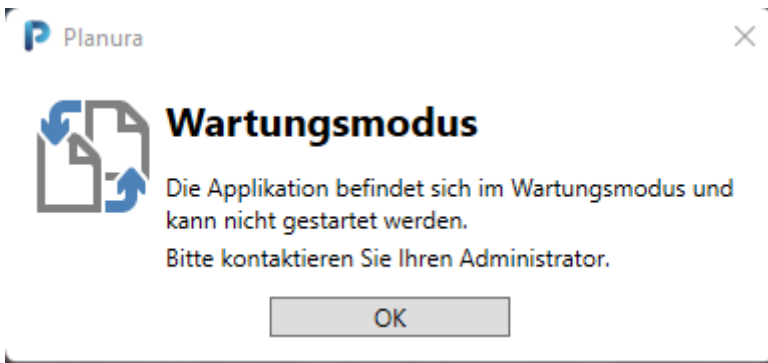 Planura
Wartungsmodus
Die Applikation befindet sich im Wartungsmodus und
kann nicht gestartet werden.
Bitte kontaktieren Sie Ihren Administrator.
OK